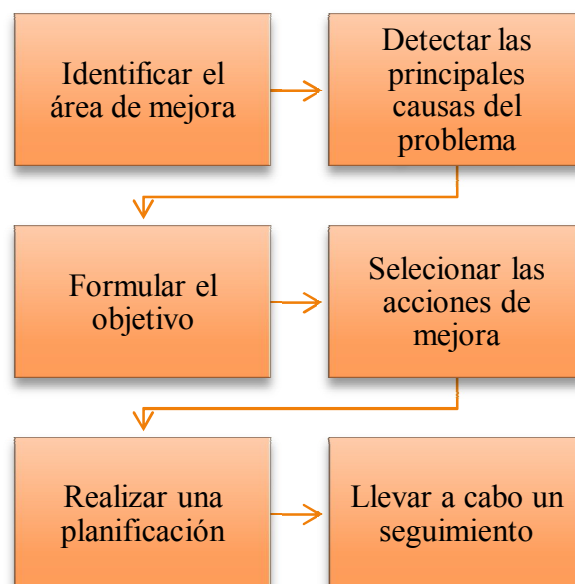 Identificar el
área de mejora
Detectar las
principales
causas del
problema
Formular el
objetivo
Selecionar las
acciones de
mejora
Realizar una
planificación
Llevar a cabo un
seguimiento